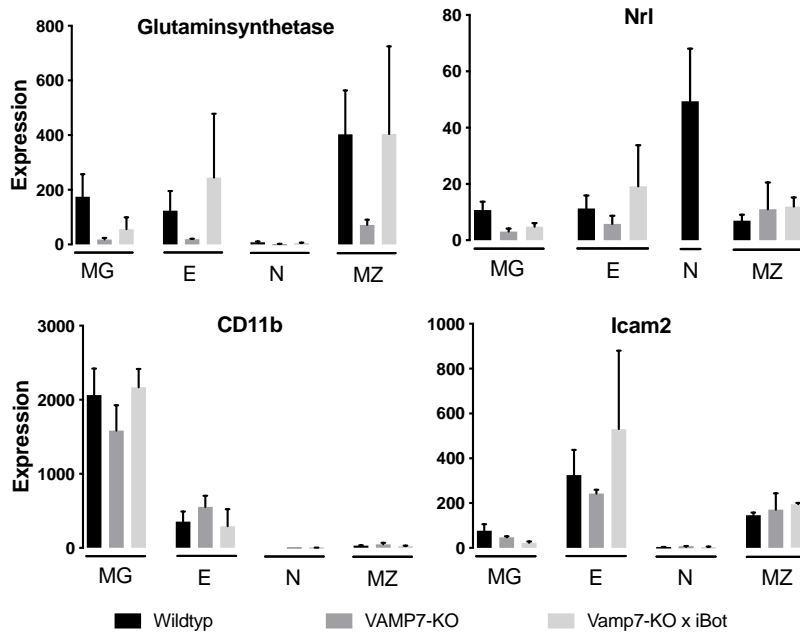 Glutaminsynthetase
Expression
800
600
400
200
0
MG E N MZ
Nrl
80
60
40
20
0
MG E N MZ
CD11b
Expression
3000
2000
1000
0
MG E N MZ
Icam2
1000
800
600
400
200
0
MG E N MZ
Wildtyp VAMP7-KO Vamp7-KO x iBot